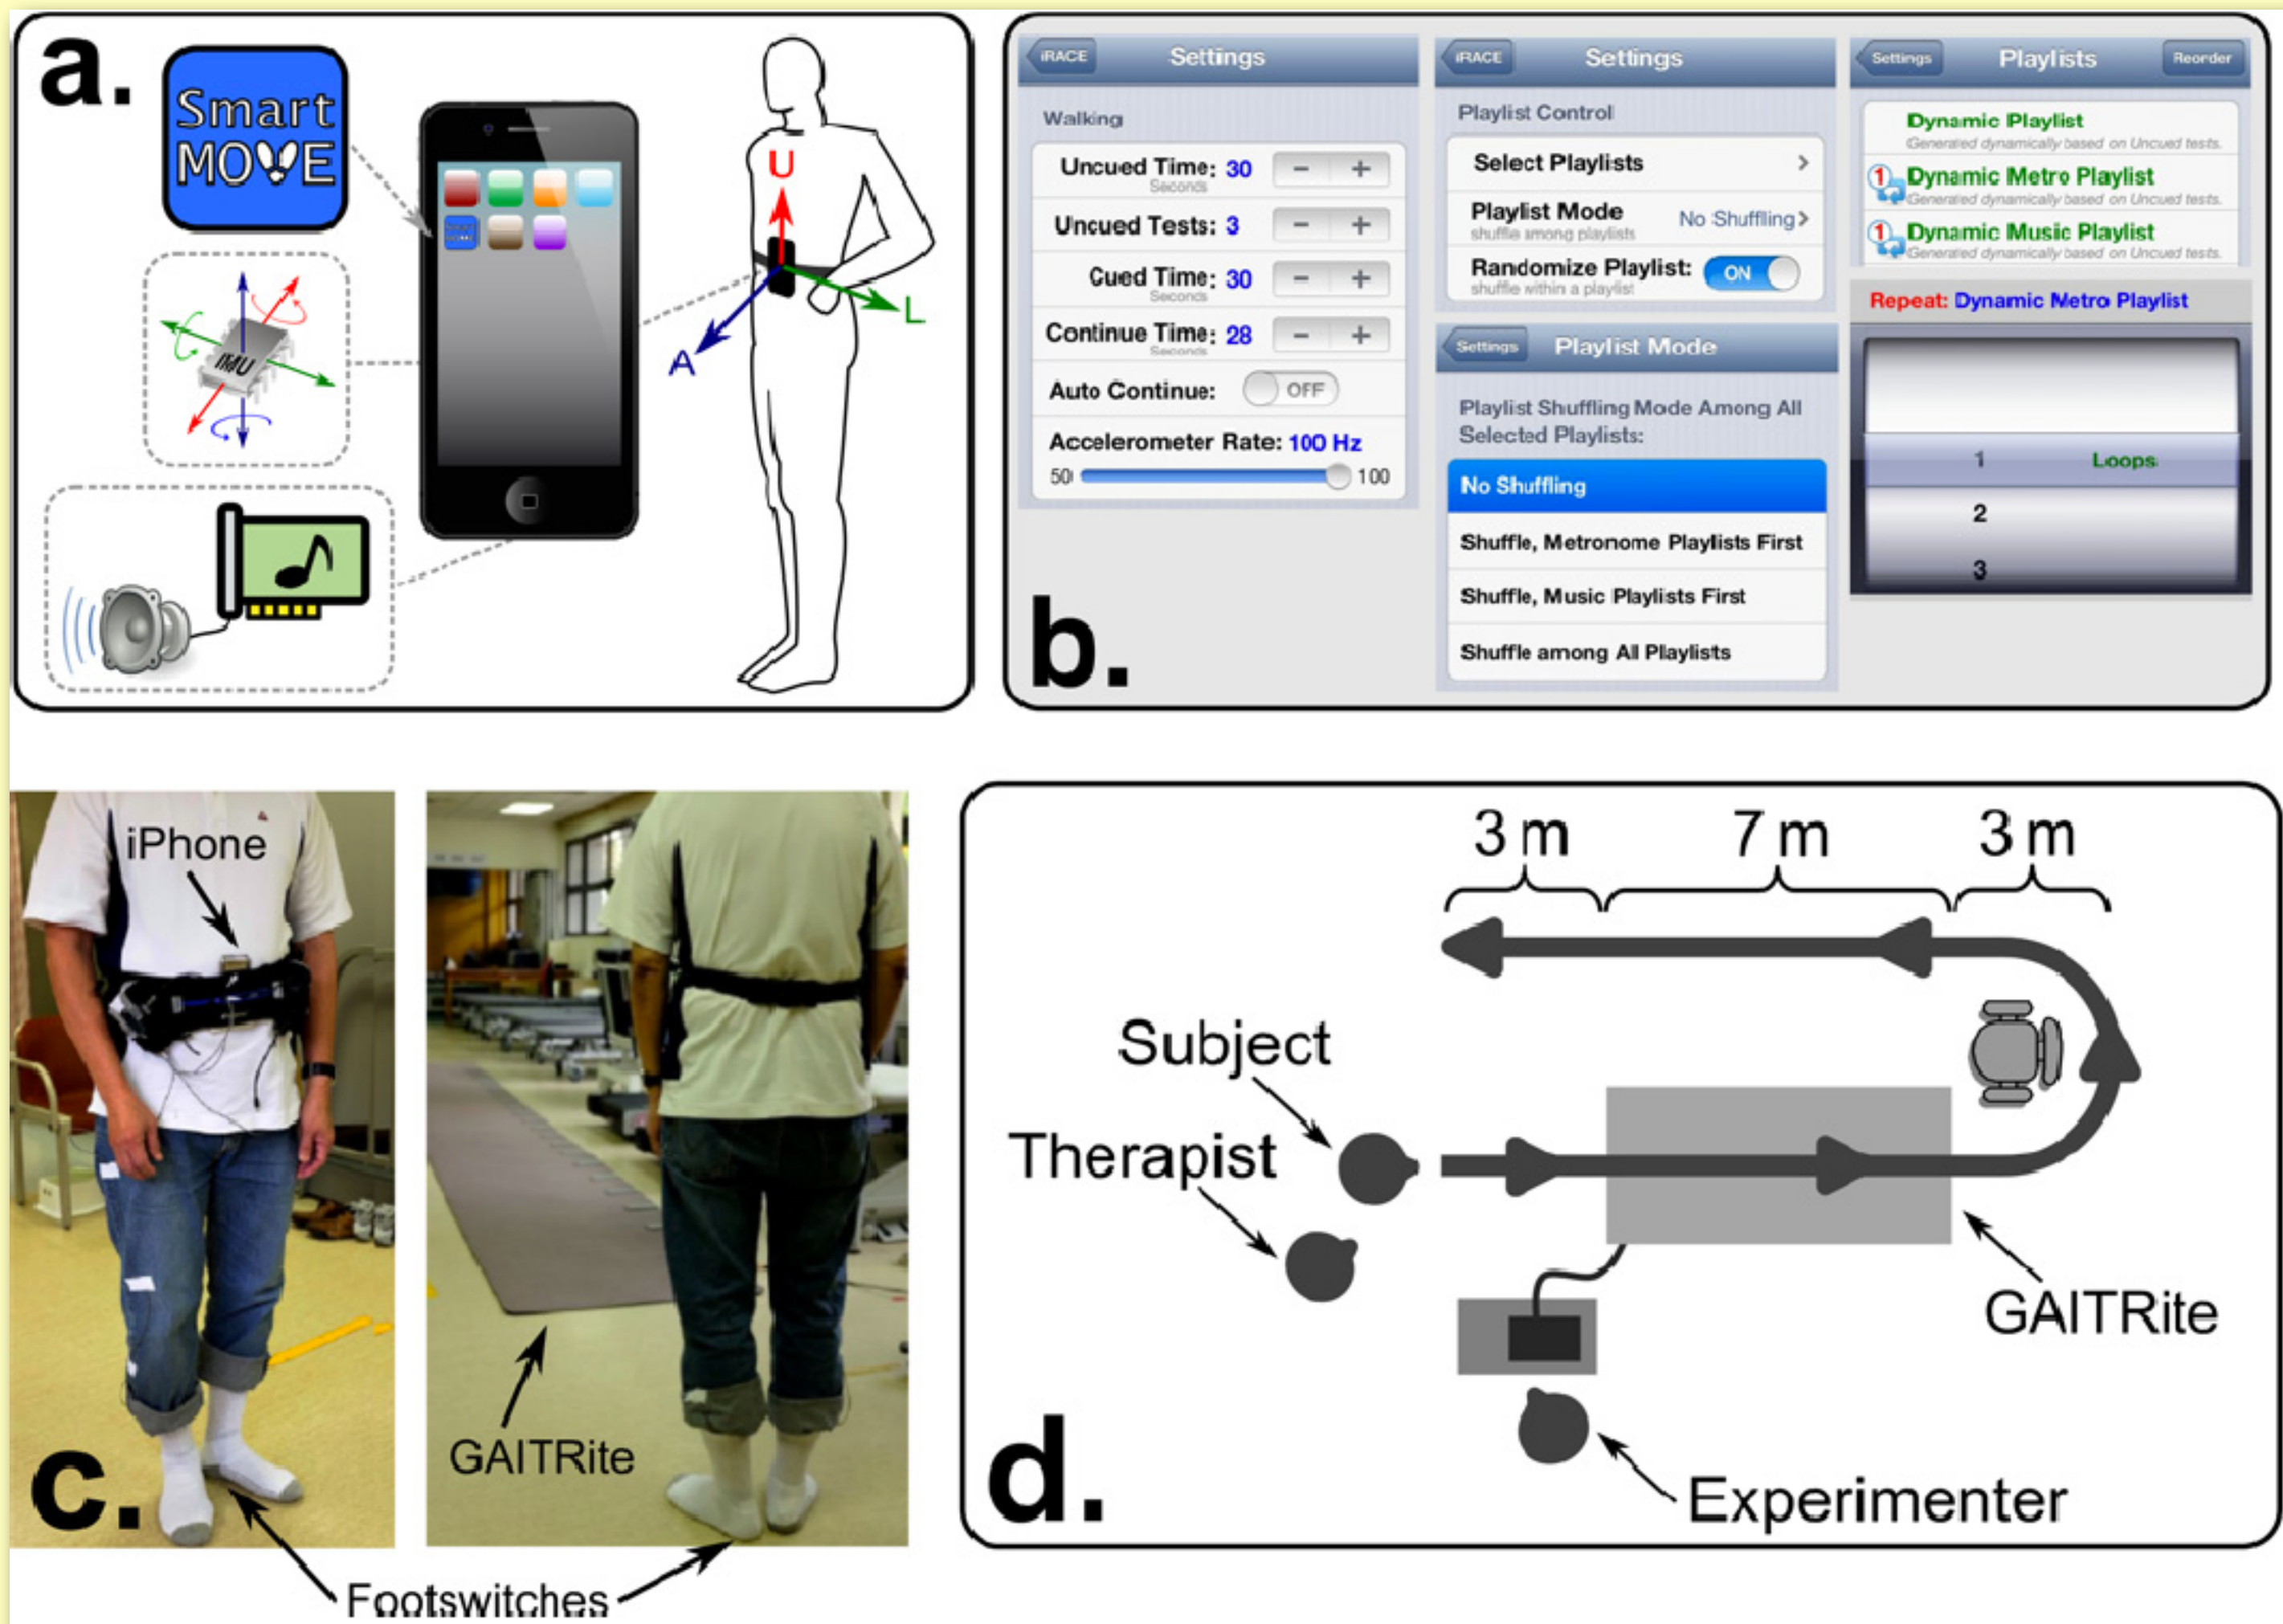 a.
Smart
MOVE
IMU
U
L
A
b.
iRACE
Settings
Walking
Uncued Time: 30
Seconds
Uncued Tests: 3
Cued Time: 30
Seconds
Continue Time: 28
Seconds
Auto Continue: OFF
Accelerometer Rate: 100 Hz
50 100
iRACE
Settings
Playlist Control
Select Playlists
Playlist Mode No Shuffling
shuffle among playlists
Randomize Playlist: ON
shuffle within a playlist
Settings
Playlist Mode
Playlist Shuffling Mode Among All
Selected Playlists:
No Shuffling
Shuffle, Metronome Playlists First
Shuffle, Music Playlists First
Shuffle among All Playlists
Settings
Playlists
Reorder
Dynamic Playlist
Generated dynamically based on Uncued tests.
1 Dynamic Metro Playlist
Generated dynamically based on Uncued tests.
1 Dynamic Music Playlist
Generated dynamically based on Uncued tests.
Repeat: Dynamic Metro Playlist
1 Loops
2
3
c.
iPhone
GAITRite
Footswitches
d.
3 m 7 m 3 m
Subject
Therapist
GAITRite
Experimenter